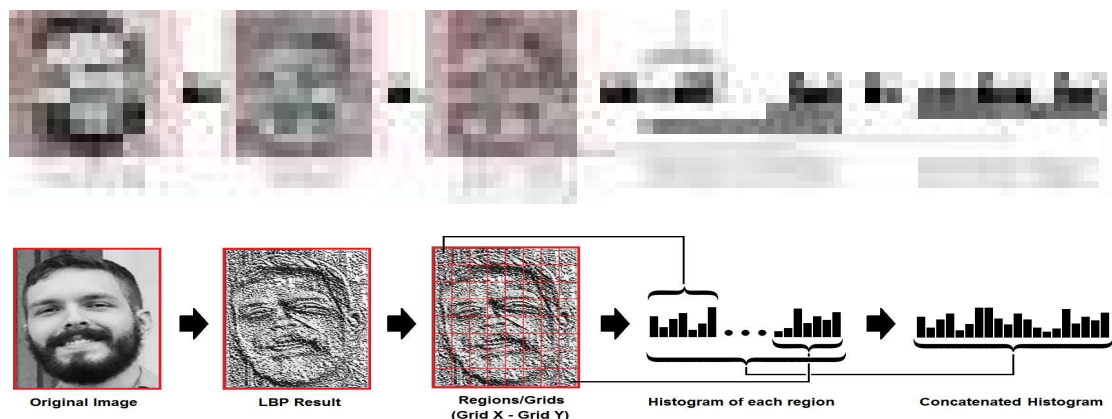 Original Image
LBP Result
Regions/Grids
(Grid X - Grid Y)
Histogram of each region
Concatenated Histogram